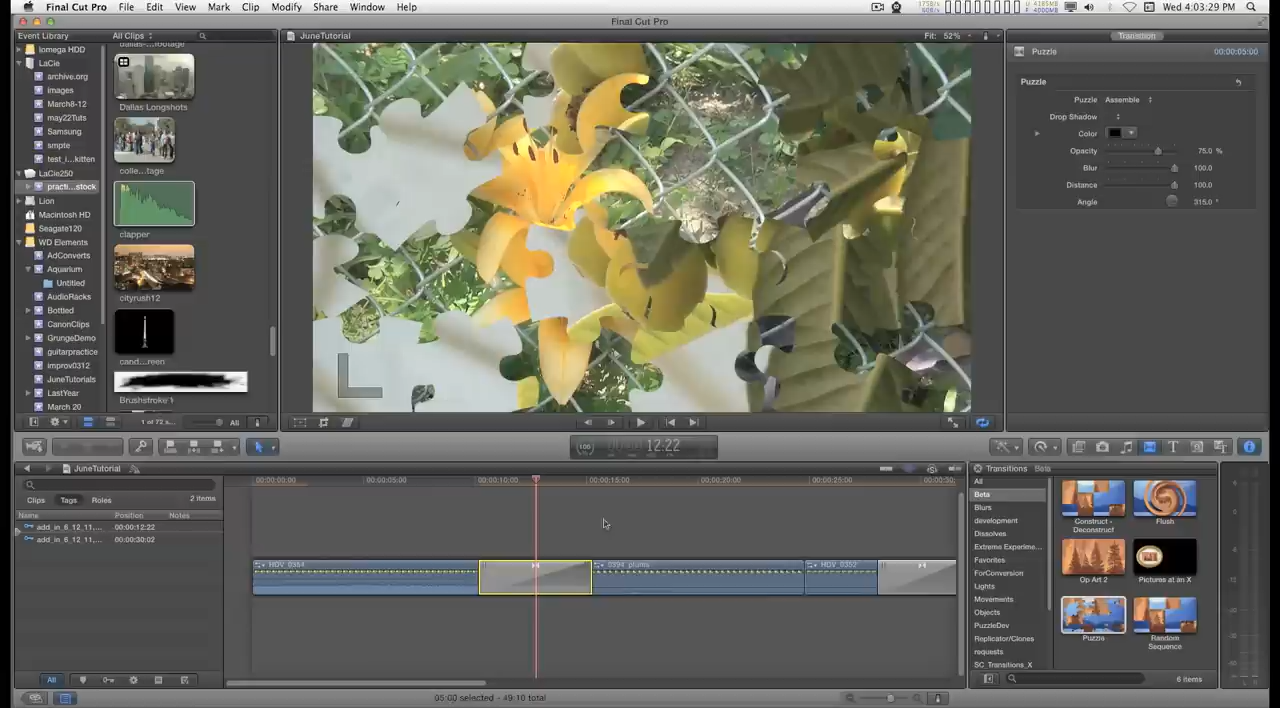 Final Cut Pro File Edit View Mark Clip Modify Share Window Help Wed 4:03:29 PM
Final Cut Pro
Event Library All Clips JuneTutorial Fit: 52% Transition
Iomega HDD
LaCie
archive.org
images
March8-12
may22Tuts
Samsung
smpte
test_i...kitten
LaCie250
practi...stock
Lion
Macintosh HD
Seagate120
WD Elements
AdConverts
Aquarium
Untitled
AudioRacks
Bottled
CanonClips
GrungeDemo
guitarpractice
improv0312
JuneTutorials
LastYear
March 20
Dallas Longshots
colle...tage
clapper
cityrush12
cand...reen
Brushstroke 1
1 of 72 s... All
Puzzle 00:00:05:00
Puzzle
Puzzle Assemble
Drop Shadow
Color
Opacity 75.0 %
Blur 100.0
Distance 100.0
Angle 315.0 °
100 12:22
JuneTutorial
Clips Tags Roles 2 items
Name Position Notes
add_in_6_12_11,... 00:00:12:22
add_in_6_12_11,... 00:00:30:02
All
00:00:00:00 00:00:05:00 00:00:10:00 00:00:15:00 00:00:20:00 00:00:25:00 00:00:30:
HDV_0354 0394_plums HDV_0352
05:00 selected - 49:10 total
Transitions Beta
All
Beta
Blurs
development
Dissolves
Extreme Experime...
Favorites
ForConversion
Lights
Movements
Objects
PuzzleDev
Replicator/Clones
requests
SC_Transitions_X
Construct - Deconstruct
Flush
Op Art 2
Pictures at an X
Puzzle
Random Sequence
6 items